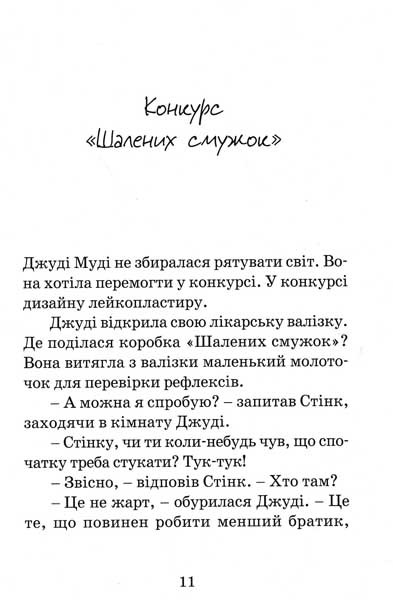 Конкурс
«Шалених смужок»
Джуді Муді не збиралася рятувати світ. Во-
на хотіла перемогти у конкурсі. У конкурсі
дизайну лейкопластиру.
Джуді відкрила свою лікарську валізку.
Де поділася коробка «Шалених смужок»?
Вона витягла з валізки маленький молото-
чок для перевірки рефлексів.
– А можна я спробую? – запитав Стінк,
заходячи в кімнату Джуді.
– Стінку, чи ти коли-небудь чув, що спо-
чатку треба стукати? Тук-тук!
– Звісно, – відповів Стінк. – Хто там?
– Це не жарт, – обурилася Джуді. – Це
те, що повинен робити менший братик,
11